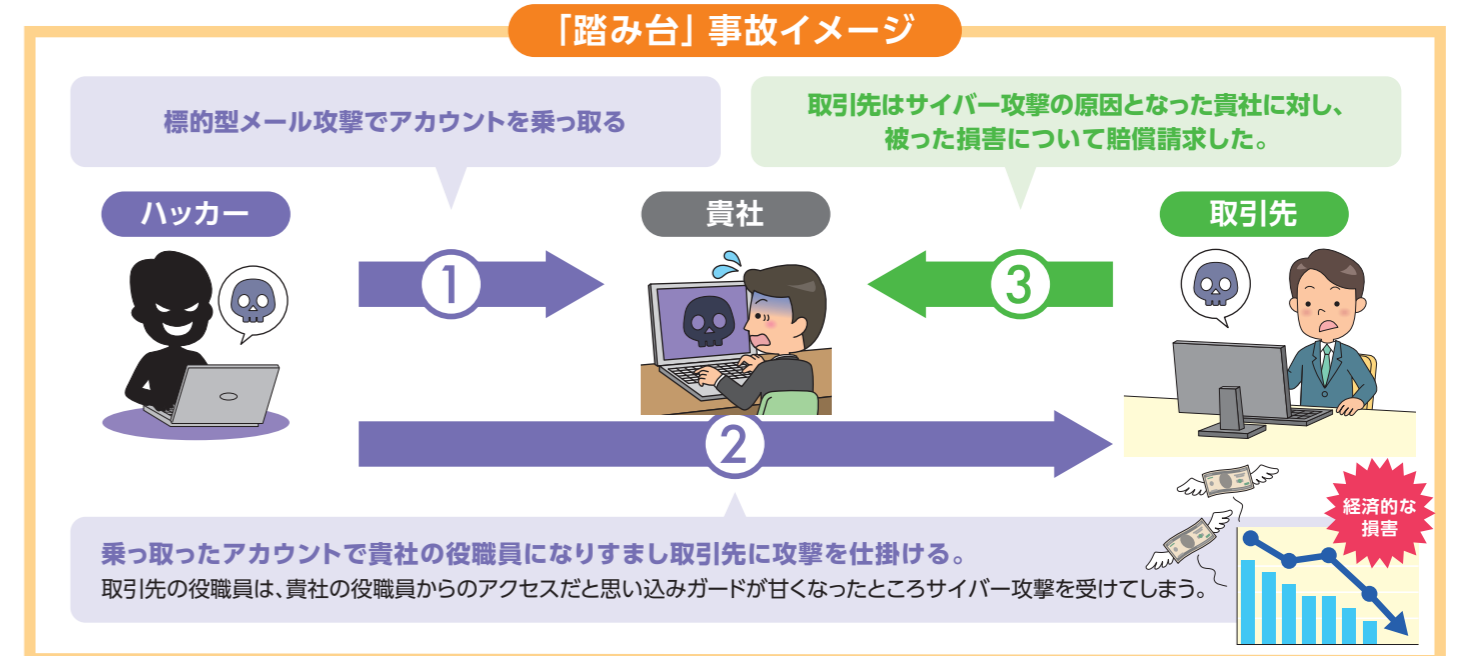 「踏み台」事故イメージ
標的型メール攻撃でアカウントを乗っ取る
取引先はサイバー攻撃の原因となった貴社に対し、
被った損害について賠償請求した。
ハッカー
貴社
取引先
1
3
2
経済的な
損害
乗っ取ったアカウントで貴社の役職員になりすまし取引先に攻撃を仕掛ける。
取引先の役職員は、貴社の役職員からのアクセスだと思い込みガードが甘くなったところサイバー攻撃を受けてしまう。